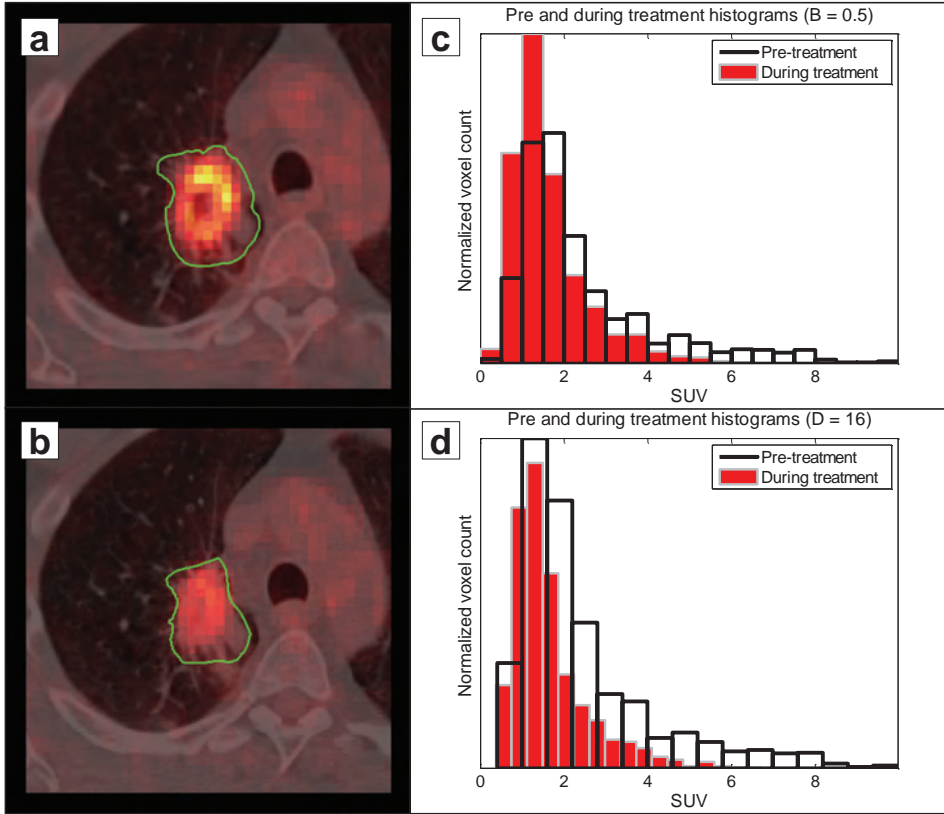 a
c
Pre and during treatment histograms (B = 0.5)
Pre-treatment
During treatment
Normalized voxel count
0 2 4 6 8
SUV
b
d
Pre and during treatment histograms (D = 16)
Pre-treatment
During treatment
Normalized voxel count
0 2 4 6 8
SUV